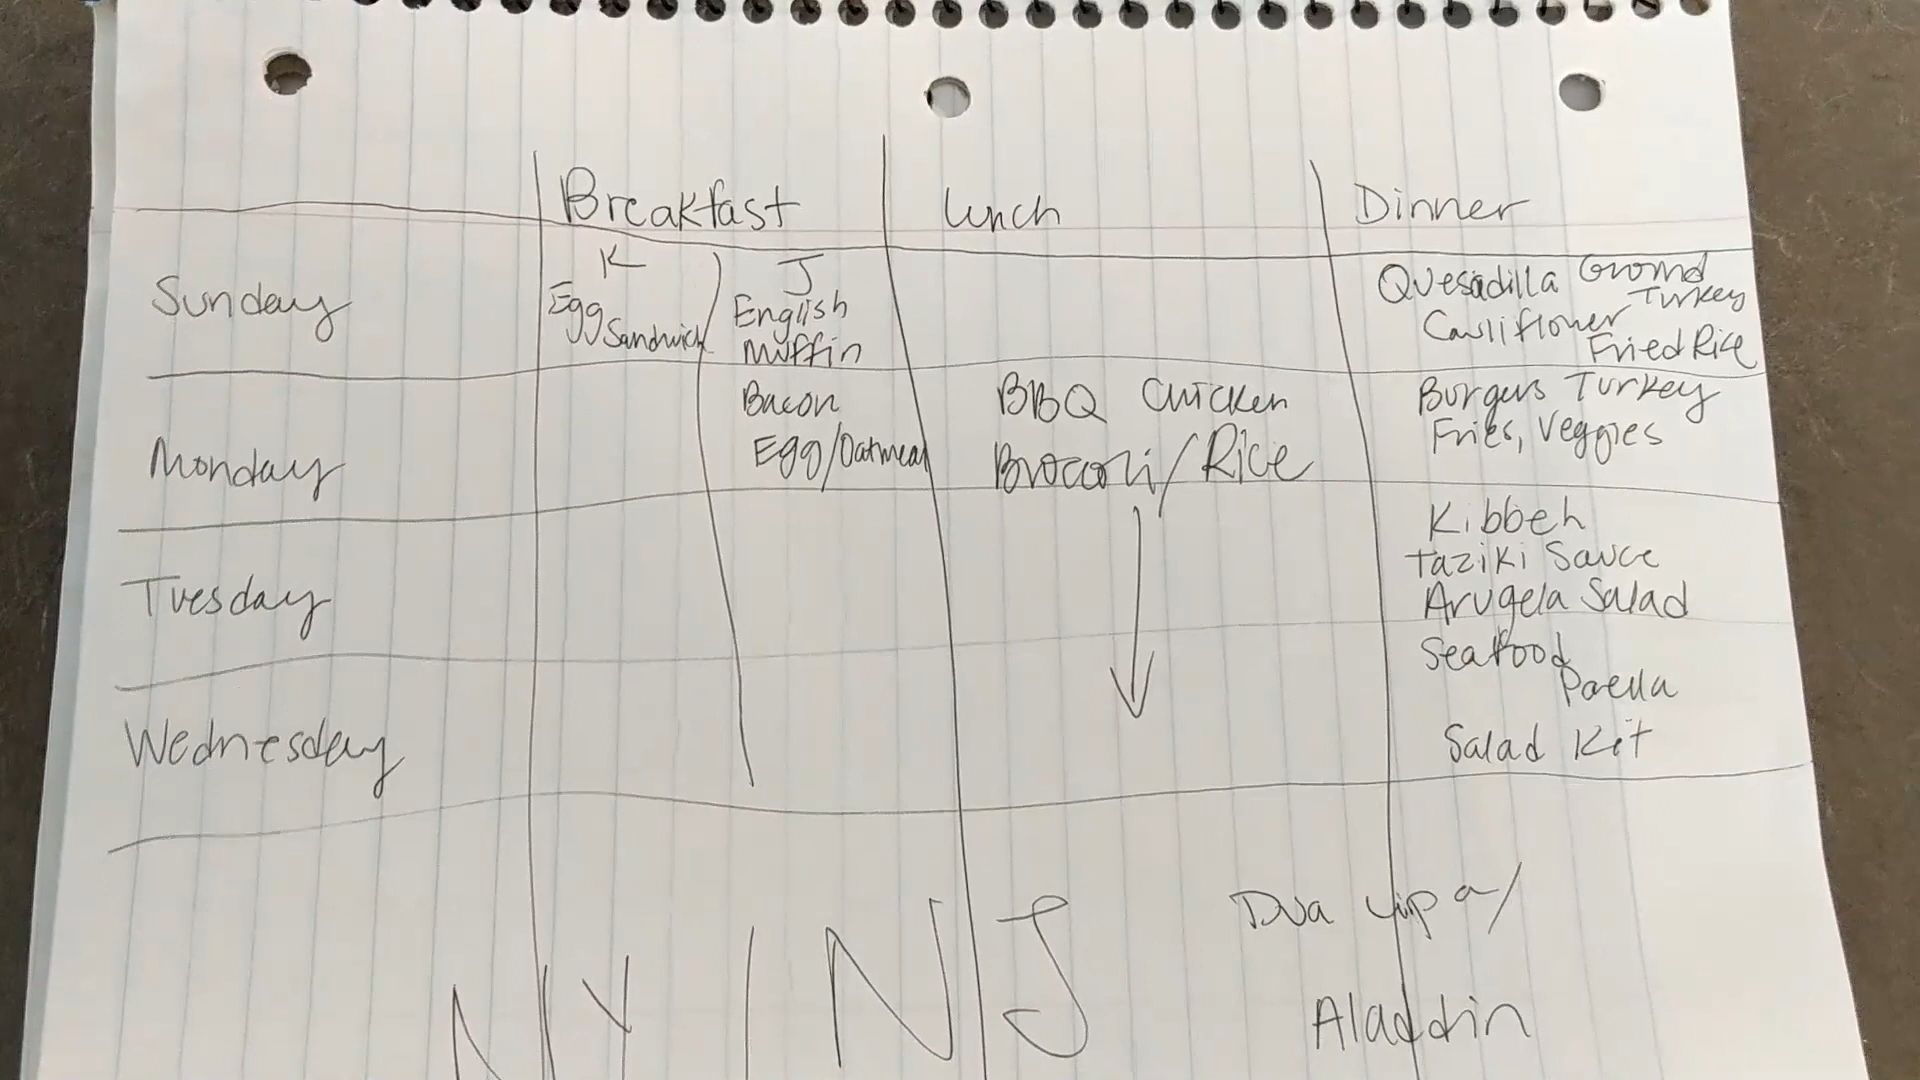 Breakfast lunch Dinner
K J
Sunday Egg Sandwich English Muffin Quesadilla Ground Turkey
Cauliflower Fried Rice
Monday Bacon Egg/Oatmeal BBQ Chicken Broccori/Rice Burgers Turkey
Fries, Veggies
Tuesday Kibbeh
Taziki Sauce
Arugela Salad
Wednesday Seafood Paella
Salad Kit
NY | NJ Dua Lipa/
Aladdin